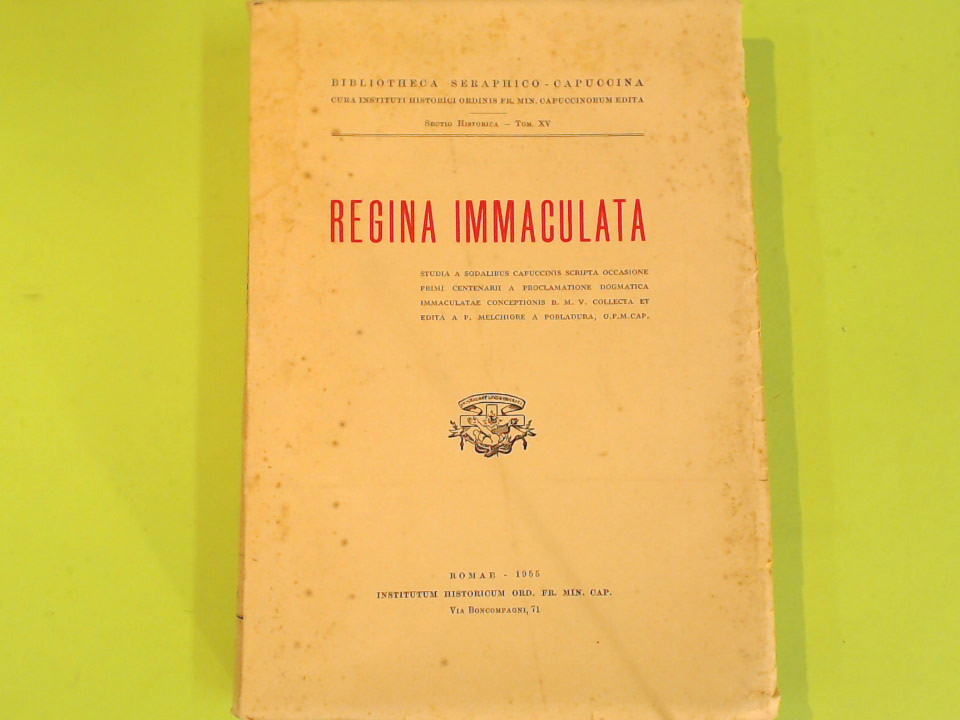 BIBLIOTHECA SERAPHICO - CAPUCCINA
CURA INSTITUTI HISTORICI ORDINIS FR. MIN. CAPUCCINORUM EDITA
SECTIO HISTORICA — TOM. XV
REGINA IMMACULATA
STUDIA A SODALIBUS CAPUCCINIS SCRIPTA OCCASIONE
PRIMI CENTENARII A PROCLAMATIONE DOGMATICA
IMMACULATAE CONCEPTIONIS B. M. V. COLLECTA ET
EDITA A P. MELCHIORE A POBLADURA, O.F.M.CAP.
ROMAE - 1955
INSTITUTUM HISTORICUM ORD. FR. MIN. CAP.
VIA BONCOMPAGNI, 71